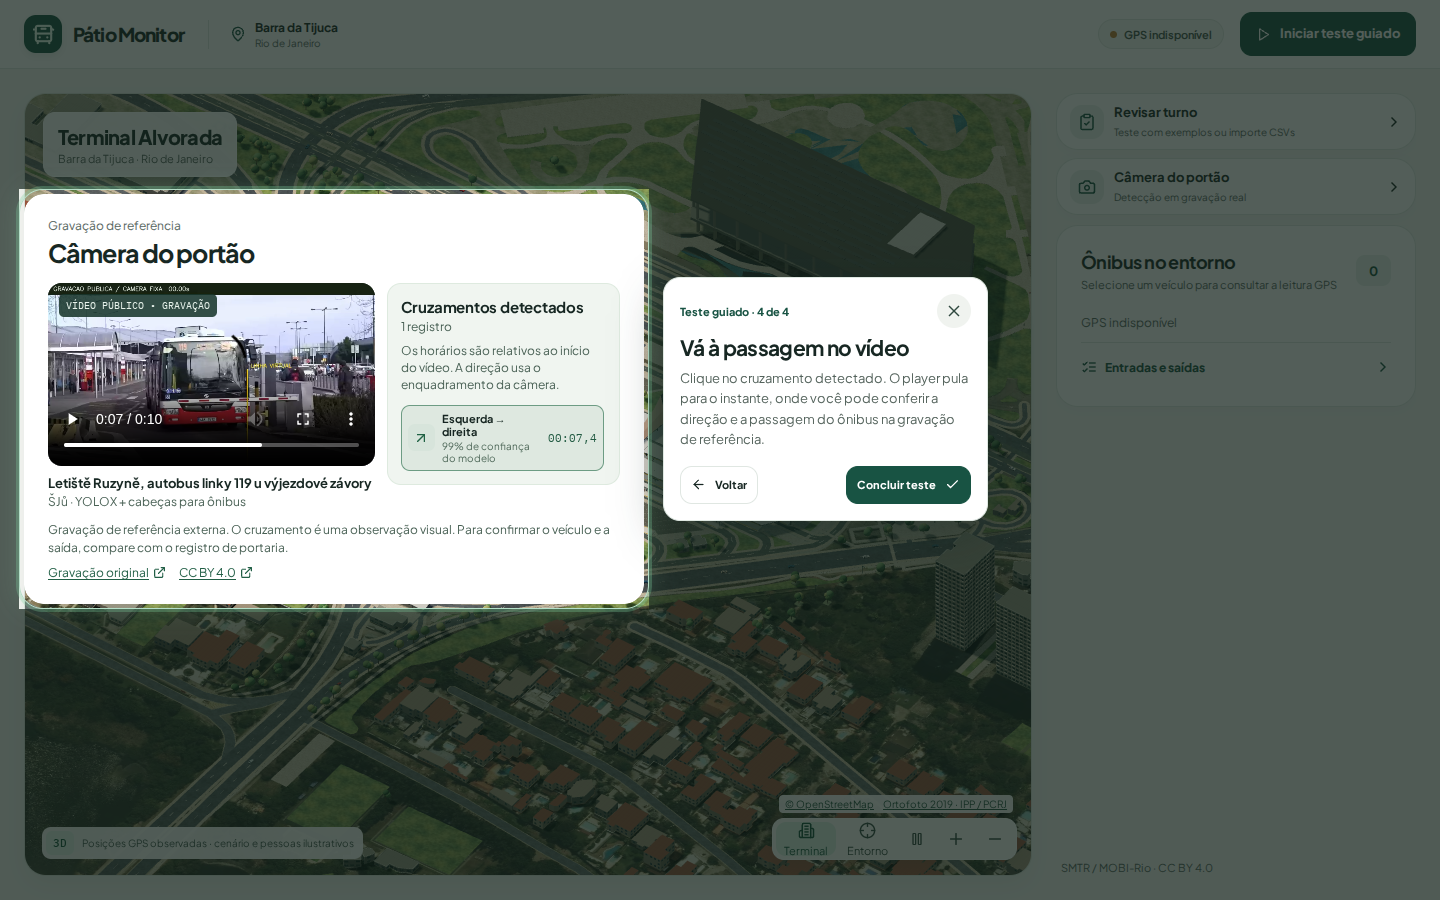 PátioMonitor
Barra da Tijuca
Rio de Janeiro
GPS indisponível
Iniciar teste guiado
Terminal Alvorada
Barra da Tijuca · Rio de Janeiro
Gravação de referência
Câmera do portão
GRAVACAO PUBLICA / CAMERA FIXA 00.00s
VÍDEO PÚBLICO • GRAVAÇÃO
0:07 / 0:10
Letiště Ruzyně, autobus linky 119 u výjezdové závory
ŠJů · YOLOX + cabeças para ônibus
Cruzamentos detectados
1 registro
Os horários são relativos ao início
do vídeo. A direção usa o
enquadramento da câmera.
Esquerda →
direita
99% de confiança
do modelo
00:07,4
Gravação de referência externa. O cruzamento é uma observação visual. Para confirmar o veículo e a
saída, compare com o registro de portaria.
Gravação original
CC BY 4.0
Teste guiado · 4 de 4
Vá à passagem no vídeo
Clique no cruzamento detectado. O player pula
para o instante, onde você pode conferir a
direção e a passagem do ônibus na gravação
de referência.
Voltar
Concluir teste
Revisar turno
Teste com exemplos ou importe CSVs
Câmera do portão
Detecção em gravação real
Ônibus no entorno
0
Selecione um veículo para consultar a leitura GPS
GPS indisponível
Entradas e saídas
© OpenStreetMap Ortofoto 2019 · IPP / PCRJ
3D Posições GPS observadas · cenário e pessoas ilustrativos
Terminal
Entorno
SMTR / MOBI-Rio · CC BY 4.0